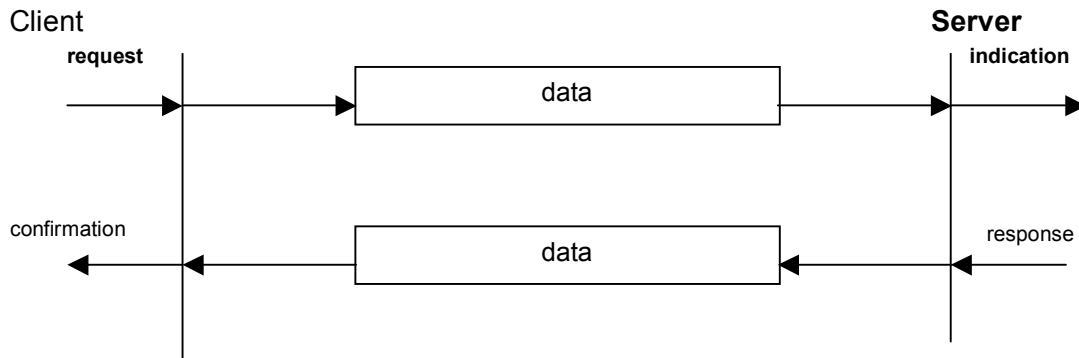 Client
Server
request
indication
data
confirmation
response
data